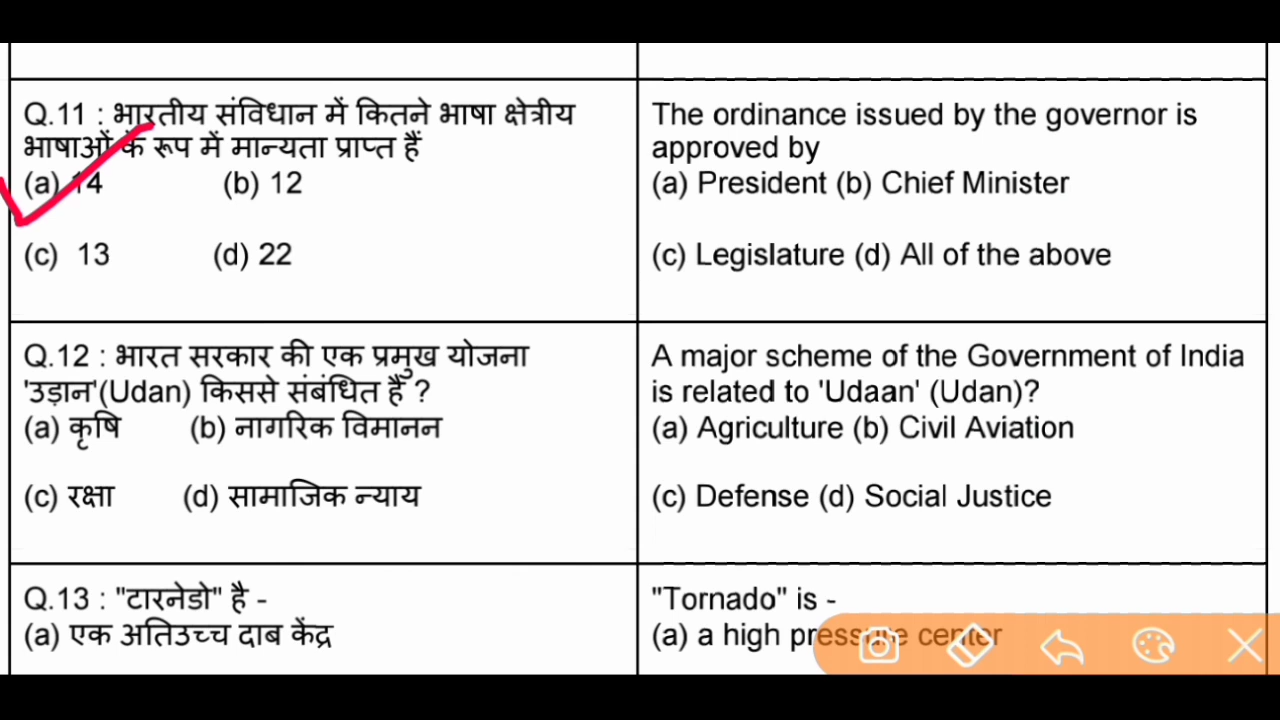 Q.11 : भारतीय संविधान में कितने भाषा क्षेत्रीय
भाषाओं के रूप में मान्यता प्राप्त हैं
(a) 14 (b) 12
(c) 13 (d) 22
The ordinance issued by the governor is
approved by
(a) President (b) Chief Minister
(c) Legislature (d) All of the above
Q.12 : भारत सरकार की एक प्रमुख योजना
'उड़ान'(Udan) किससे संबंधित है ?
(a) कृषि (b) नागरिक विमानन
(c) रक्षा (d) सामाजिक न्याय
A major scheme of the Government of India
is related to 'Udaan' (Udan)?
(a) Agriculture (b) Civil Aviation
(c) Defense (d) Social Justice
Q.13 : "टारनेडो" है -
(a) एक अतिउच्च दाब केंद्र
"Tornado" is -
(a) a high pressure center